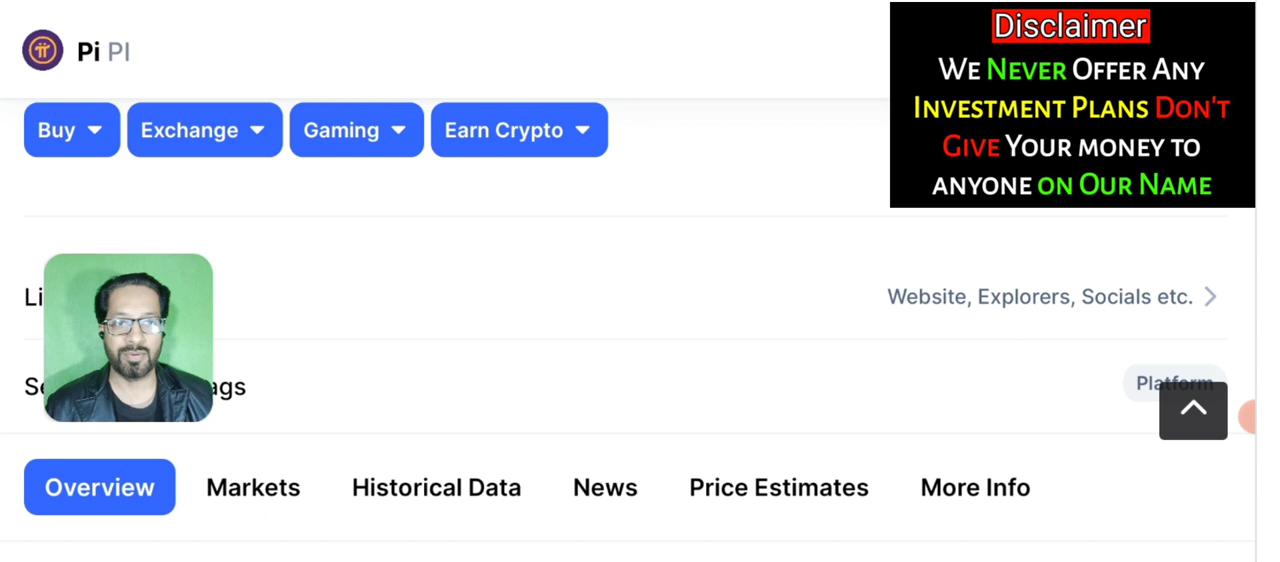 Pi PI
Disclaimer
We Never Offer Any
Investment Plans Don't
Give Your money to
anyone on Our Name
Buy
Exchange
Gaming
Earn Crypto
Website, Explorers, Socials etc.
Platform
Overview
Markets
Historical Data
News
Price Estimates
More Info